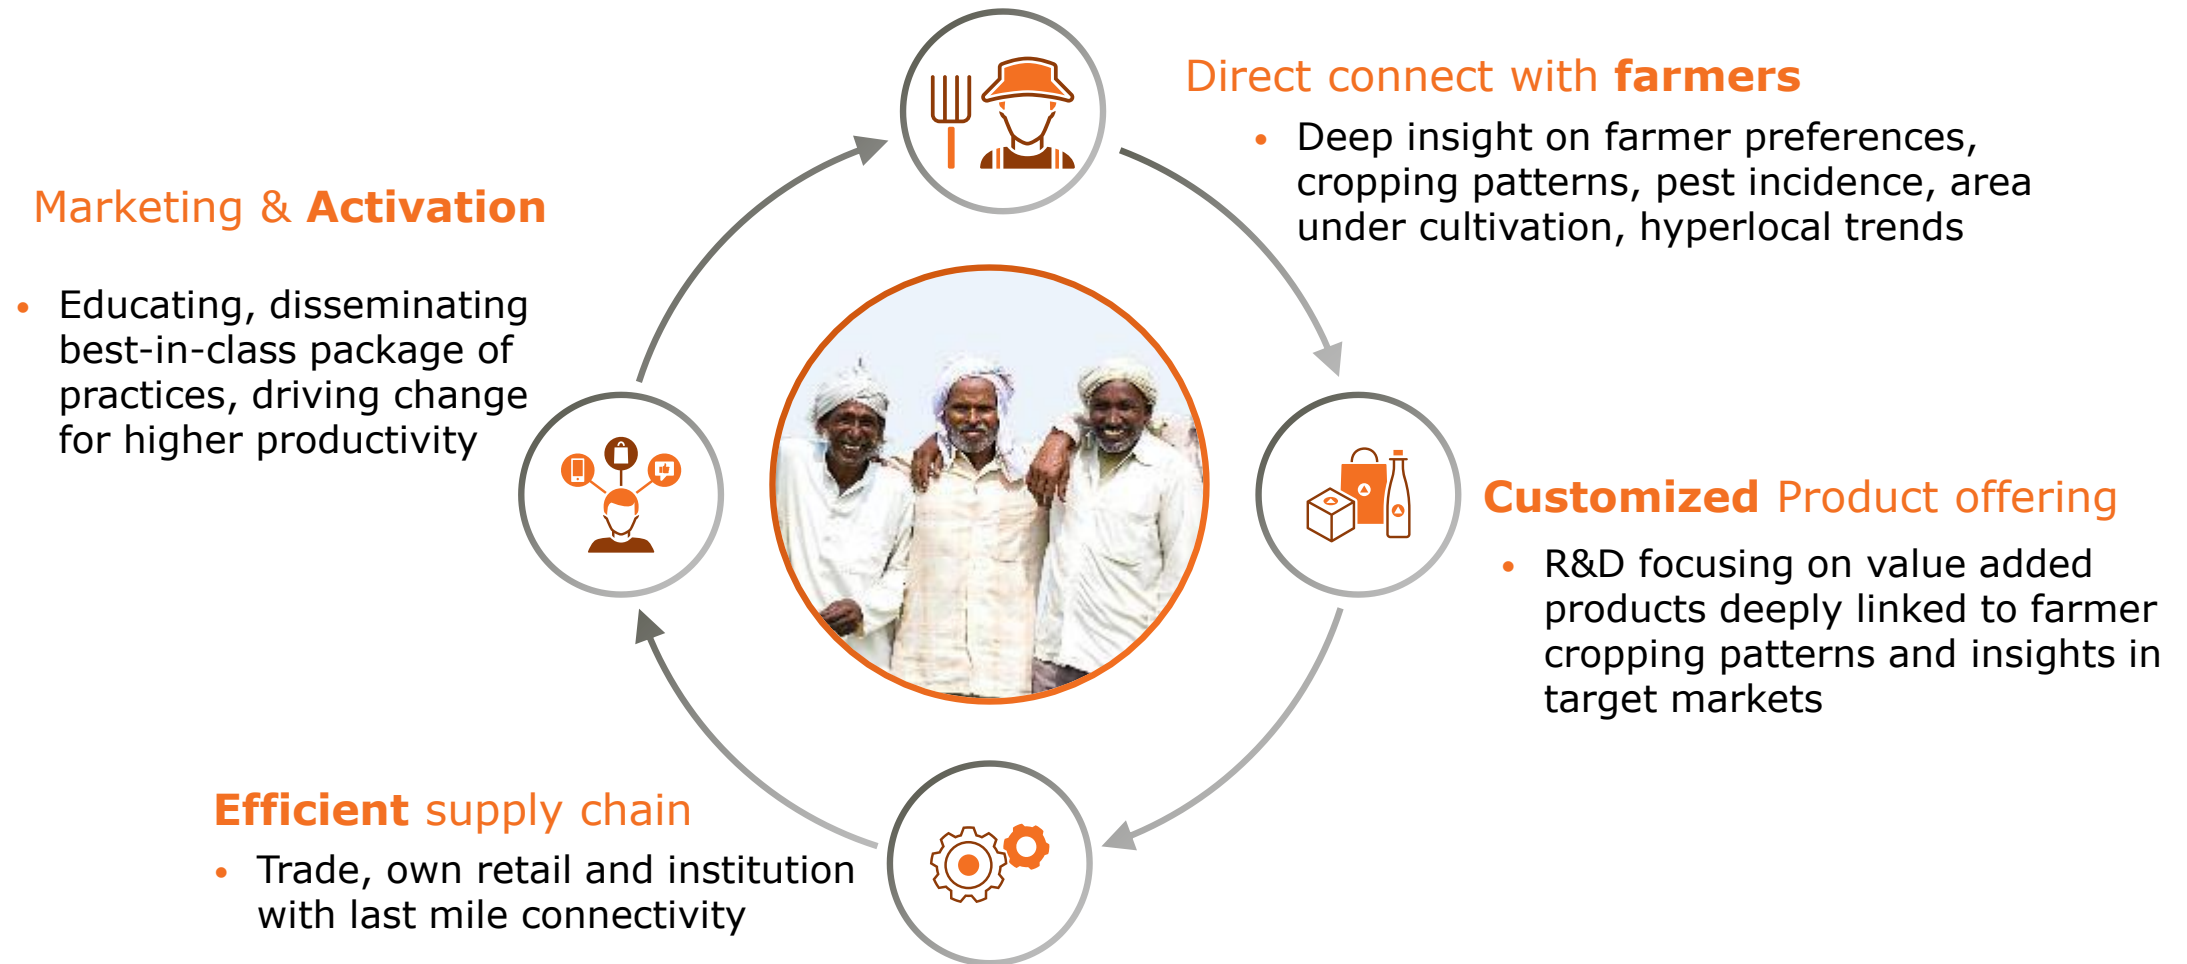 Direct connect with farmers
• Deep insight on farmer preferences,
cropping patterns, pest incidence, area
under cultivation, hyperlocal trends
Customized Product offering
• R&D focusing on value added
products deeply linked to farmer
cropping patterns and insights in
target markets
Efficient supply chain
• Trade, own retail and institution
with last mile connectivity
Marketing & Activation
• Educating, disseminating
best-in-class package of
practices, driving change
for higher productivity